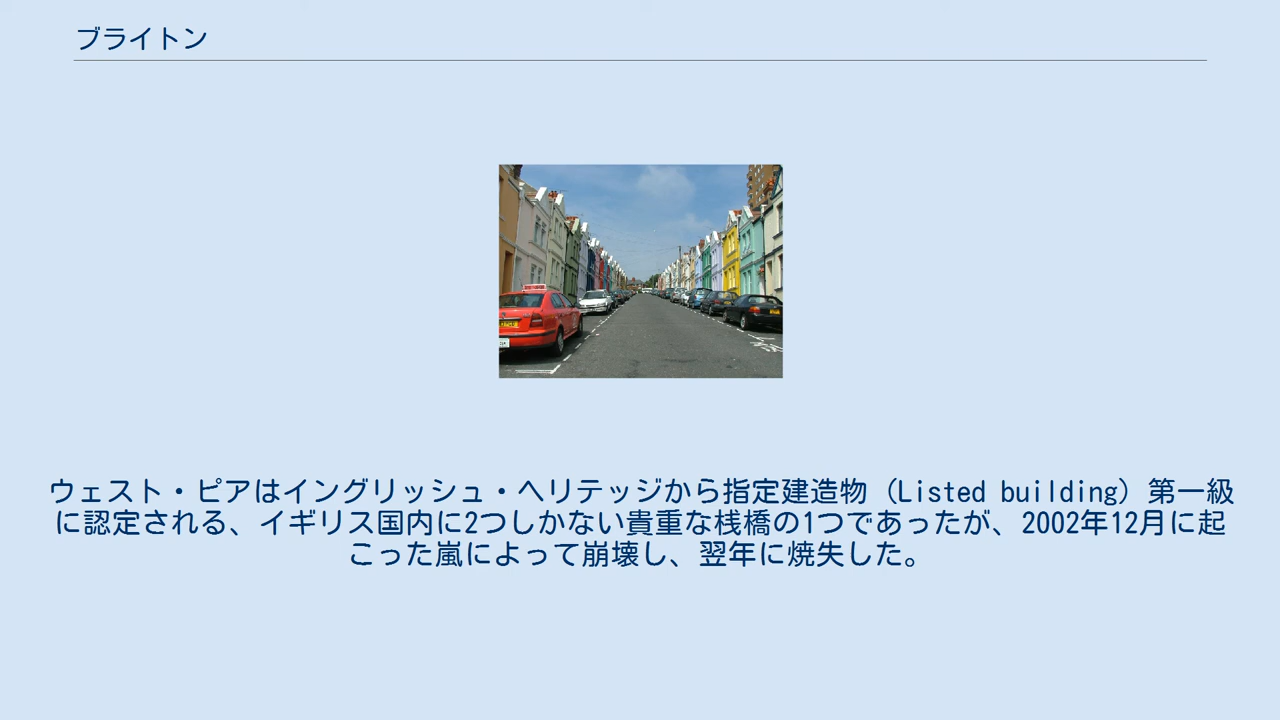 ブライトン
ウェスト・ピアはイングリッシュ・ヘリテッジから指定建造物（Listed building）第一級
に認定される、イギリス国内に2つしかない貴重な桟橋の1つであったが、2002年12月に起
こった嵐によって崩壊し、翌年に焼失した。